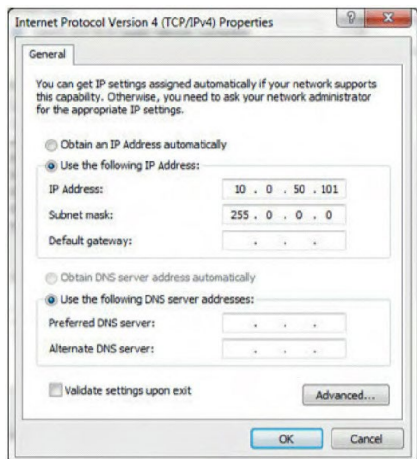 Internet Protocol Version 4 (TCP/IPv4) Properties
General
You can get IP settings assigned automatically if your network supports
this capability. Otherwise, you need to ask your network administrator
for the appropriate IP settings.
Obtain an IP Address automatically
Use the following IP Address:
IP Address: 10 . 0 . 50 . 101
Subnet mask: 255 . 0 . 0 . 0
Default gateway: . . .
Obtain DNS server address automatically
Use the following DNS server addresses:
Preferred DNS server: . . .
Alternate DNS server: . . .
Validate settings upon exit
Advanced...
OK Cancel